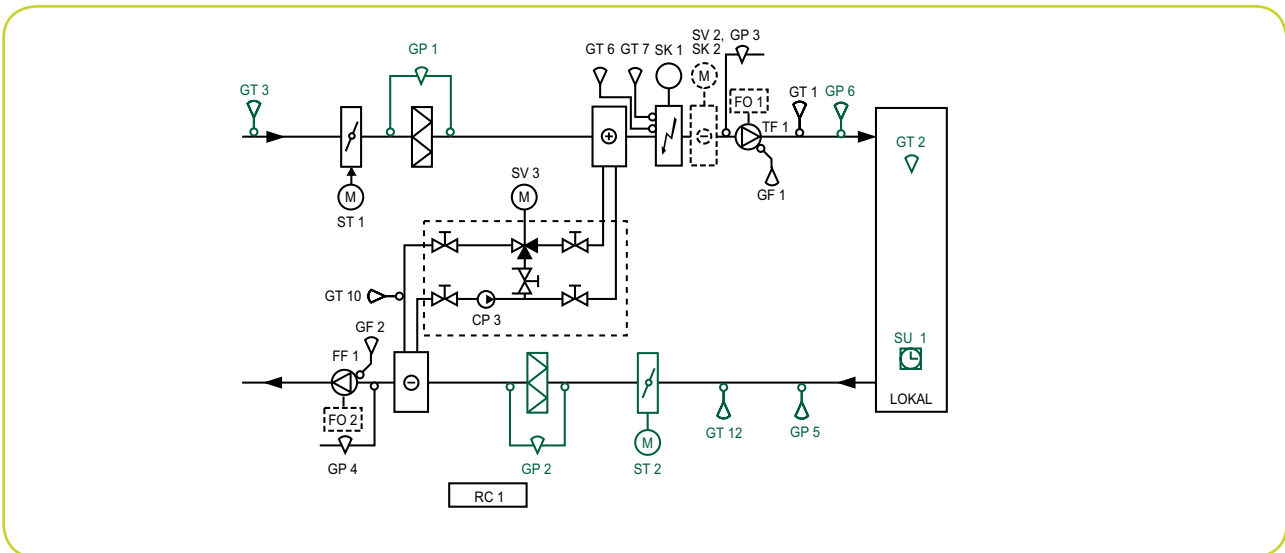 GP 1
GT 6
GT 7
SK 1
SV 2,
SK 2
GP 3
M
GT 3
FO 1
GT 1
GP 6
TF 1
GT 2
M
ST 1
SV 3
M
GF 1
GT 10
CP 3
GF 2
FF 1
SU 1
FO 2
LOKAL
GP 4
GP 2
M
ST 2
GT 12
GP 5
RC 1